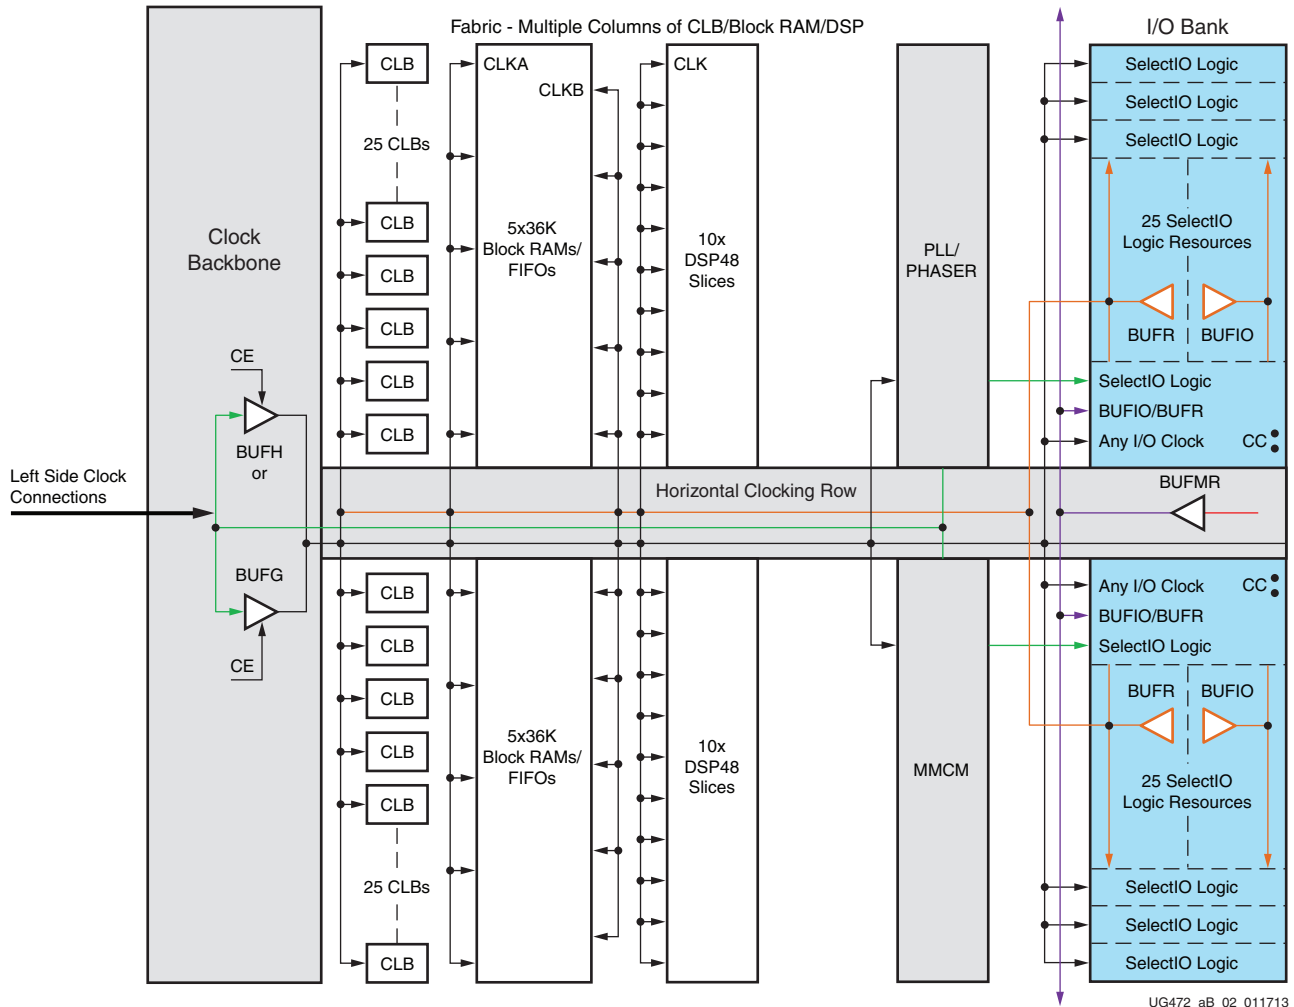 Fabric - Multiple Columns of CLB/Block RAM/DSP
I/O Bank
CLB
CLKA
CLKB
CLK
SelectIO Logic
SelectIO Logic
SelectIO Logic
25 CLBs
CLB
CLB
CLB
CLB
CLB
5x36K
Block RAMs/
FIFOs
10x
DSP48
Slices
PLL/
PHASER
25 SelectIO
Logic Resources
BUFR
BUFIO
SelectIO Logic
BUFIO/BUFR
Any I/O Clock
CC
Clock
Backbone
CE
BUFH
or
BUFG
CE
Left Side Clock
Connections
Horizontal Clocking Row
BUFMR
CLB
CLB
CLB
CLB
CLB
25 CLBs
CLB
5x36K
Block RAMs/
FIFOs
10x
DSP48
Slices
MMCM
Any I/O Clock
CC
BUFIO/BUFR
SelectIO Logic
BUFR
BUFIO
25 SelectIO
Logic Resources
SelectIO Logic
SelectIO Logic
SelectIO Logic
UG472_aB_02_011713